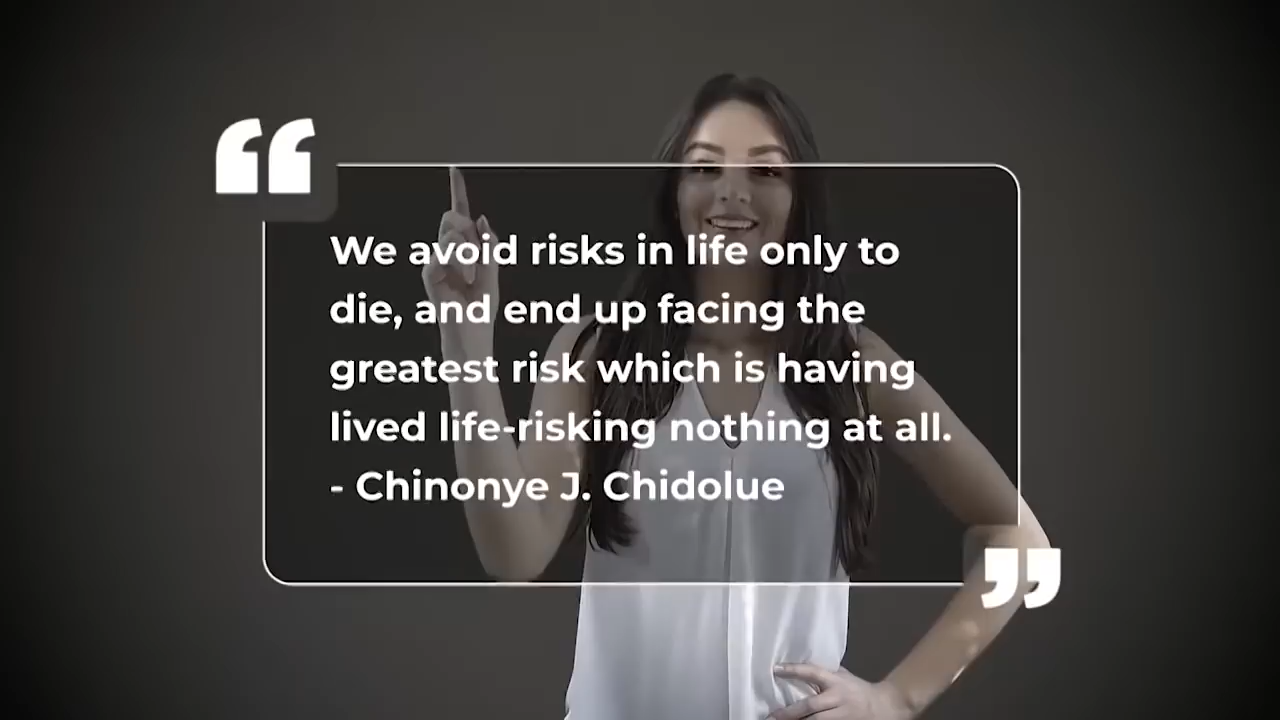 “
We avoid risks in life only to
die, and end up facing the
greatest risk which is having
lived life-risking nothing at all.
- Chinonye J. Chidolue
”